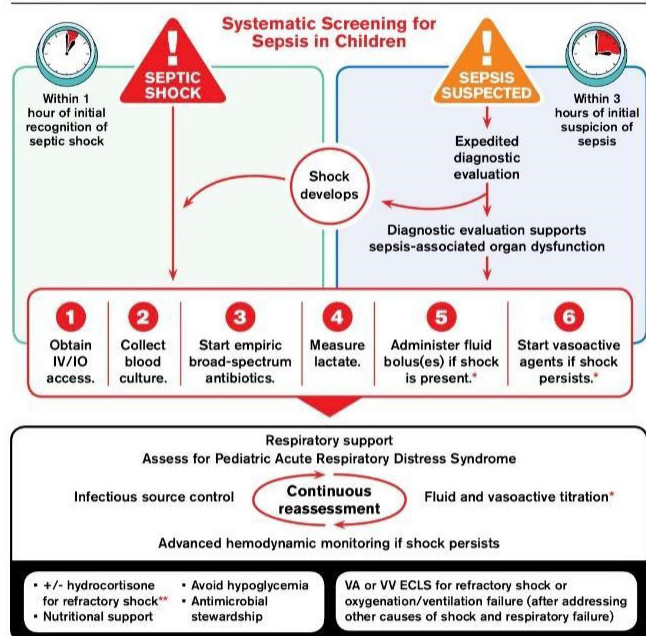 Systematic Screening for
Sepsis in Children
!
SEPTIC
SHOCK
Within 1
hour of initial
recognition of
septic shock
!
SEPSIS
SUSPECTED
Within 3
hours of initial
suspicion of
sepsis
Expedited
diagnostic
evaluation
Shock
develops
Diagnostic evaluation supports
sepsis-associated organ dysfunction
1
Obtain
IV/IO
access.
2
Collect
blood
culture.
3
Start empiric
broad-spectrum
antibiotics.
4
Measure
lactate.
5
Administer fluid
bolus(es) if shock
is present.*
6
Start vasoactive
agents if shock
persists.*
Respiratory support
Assess for Pediatric Acute Respiratory Distress Syndrome
Infectious source control
Continuous
reassessment
Fluid and vasoactive titration*
Advanced hemodynamic monitoring if shock persists
• +/- hydrocortisone
for refractory shock**
• Nutritional support
• Avoid hypoglycemia
• Antimicrobial
stewardship
VA or VV ECLS for refractory shock or
oxygenation/ventilation failure (after addressing
other causes of shock and respiratory failure)